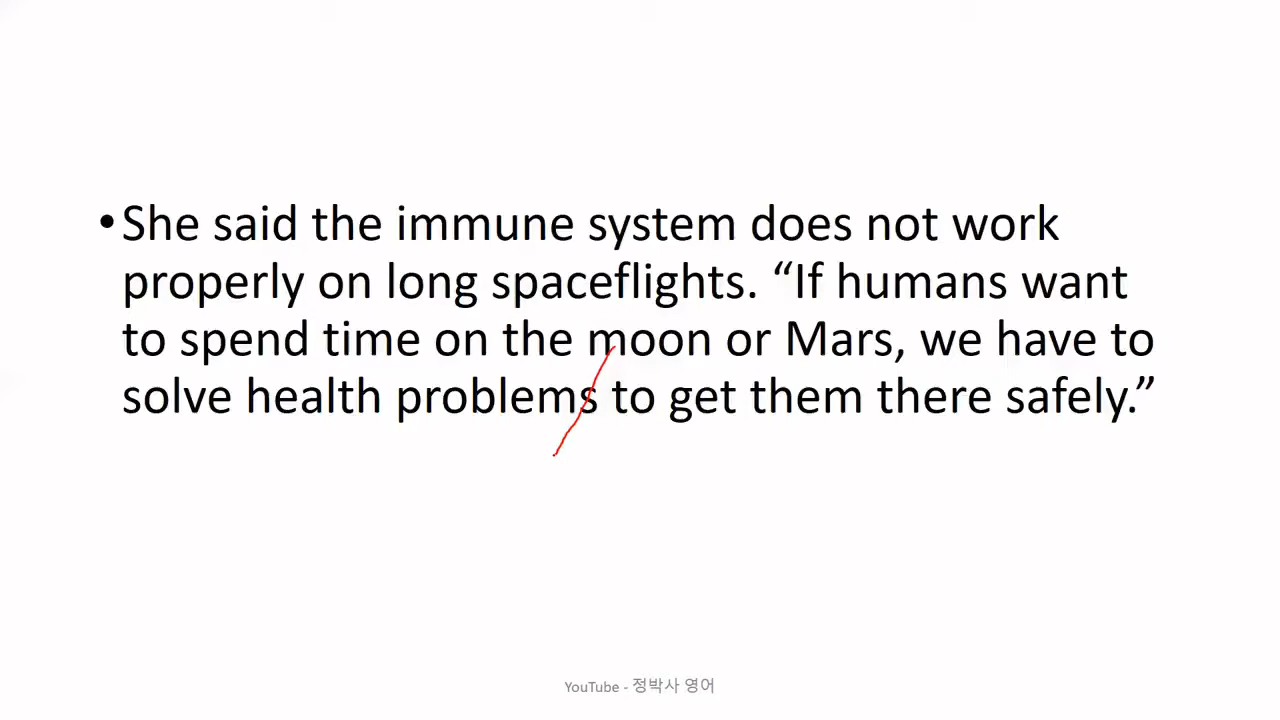 •She said the immune system does not work
properly on long spaceflights. “If humans want
to spend time on the moon or Mars, we have to
solve health problems to get them there safely.”
YouTube - 정박사 영어